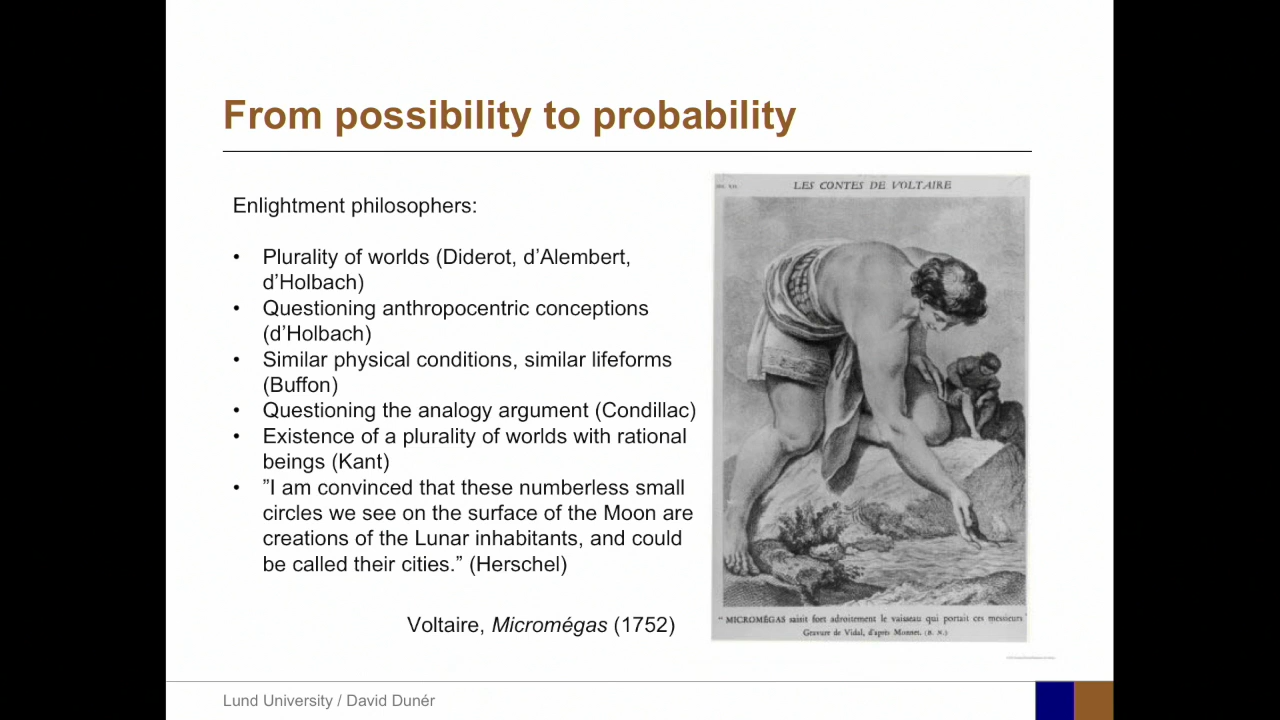 From possibility to probability
Enlightment philosophers:
• Plurality of worlds (Diderot, d’Alembert,
d’Holbach)
• Questioning anthropocentric conceptions
(d’Holbach)
• Similar physical conditions, similar lifeforms
(Buffon)
• Questioning the analogy argument (Condillac)
• Existence of a plurality of worlds with rational
beings (Kant)
• ”I am convinced that these numberless small
circles we see on the surface of the Moon are
creations of the Lunar inhabitants, and could
be called their cities.” (Herschel)
Voltaire, Micromégas (1752)
LES CONTES DE VOLTAIRE
“ MICROMÉGAS saisit fort adroitement le vaisseau qui portait ces messieurs
Gravure de Vidal, d'après Monnet. (B. N.)
Lund University / David Dunér